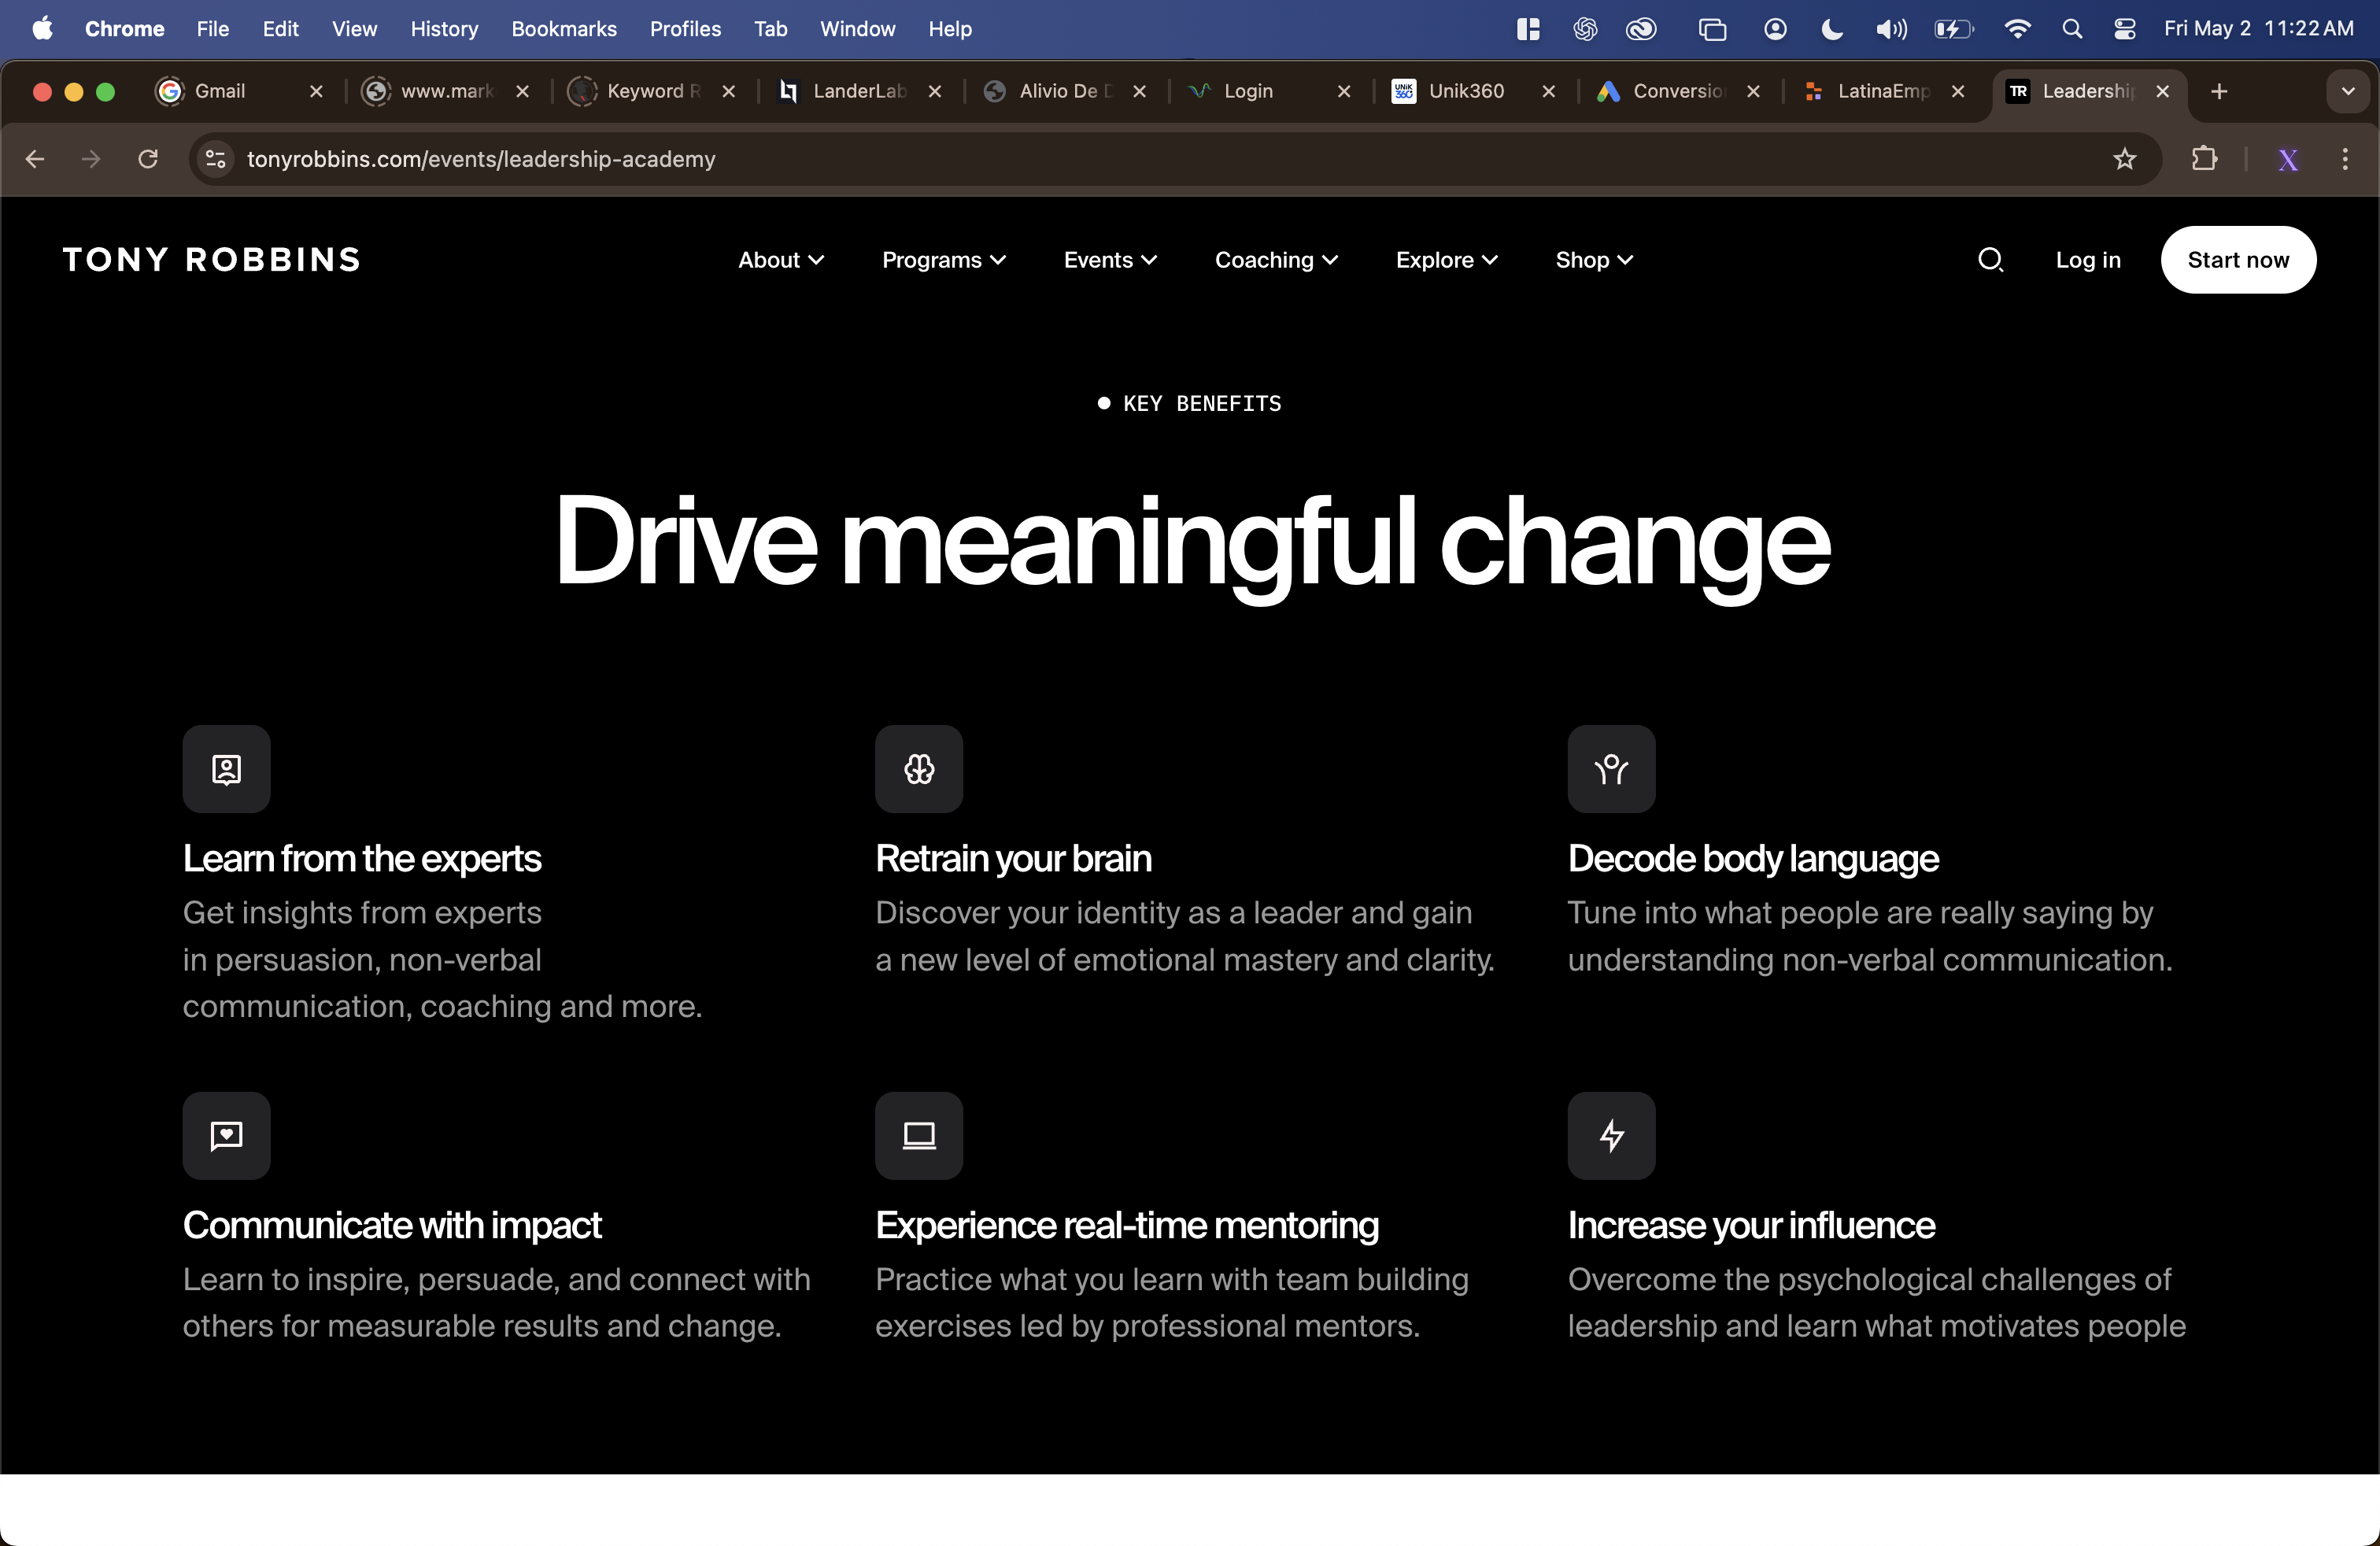 Chrome File Edit View History Bookmarks Profiles Tab Window Help Fri May 2 11:22 AM
Gmail www.mark Keyword R LanderLab Alivio De D Login UNIK 360 Unik360 Conversio LatinaEmp TR Leadership
tonyrobbins.com/events/leadership-academy X
TONY ROBBINS About Programs Events Coaching Explore Shop Log in Start now
KEY BENEFITS
Drive meaningful change
Learn from the experts
Get insights from experts
in persuasion, non-verbal
communication, coaching and more.
Retrain your brain
Discover your identity as a leader and gain
a new level of emotional mastery and clarity.
Decode body language
Tune into what people are really saying by
understanding non-verbal communication.
Communicate with impact
Learn to inspire, persuade, and connect with
others for measurable results and change.
Experience real-time mentoring
Practice what you learn with team building
exercises led by professional mentors.
Increase your influence
Overcome the psychological challenges of
leadership and learn what motivates people